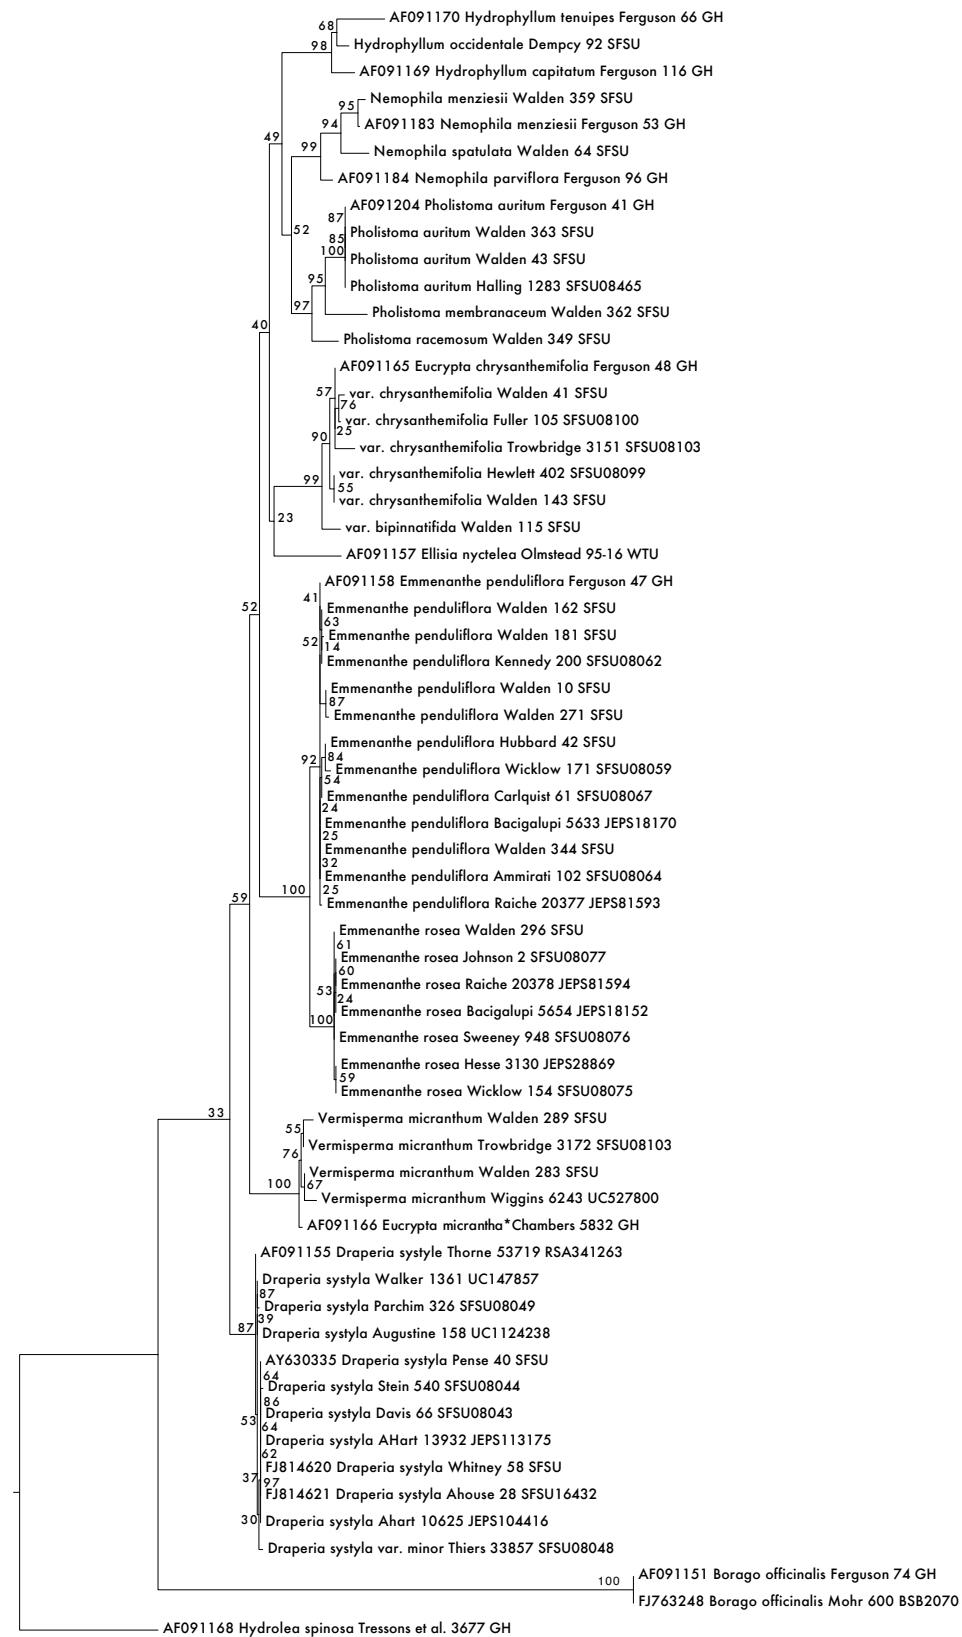 AF091170 Hydrophyllum tenuipes Ferguson 66 GH
68
98
Hydrophyllum occidentale Dempcy 92 SFSU
AF091169 Hydrophyllum capitatum Ferguson 116 GH
Nemophila menziesii Walden 359 SFSU
95
94
AF091183 Nemophila menziesii Ferguson 53 GH
49
99
Nemophila spatulata Walden 64 SFSU
AF091184 Nemophila parviflora Ferguson 96 GH
AF091204 Pholistoma auritum Ferguson 41 GH
87
52
Pholistoma auritum Walden 363 SFSU
85
100
Pholistoma auritum Walden 43 SFSU
95
Pholistoma auritum Halling 1283 SFSU08465
97
Pholistoma membranaceum Walden 362 SFSU
40
Pholistoma racemosum Walden 349 SFSU
AF091165 Eucrypta chrysanthemifolia Ferguson 48 GH
57
var. chrysanthemifolia Walden 41 SFSU
76
var. chrysanthemifolia Fuller 105 SFSU08100
25
90
var. chrysanthemifolia Trowbridge 3151 SFSU08103
99
var. chrysanthemifolia Hewlett 402 SFSU08099
55
var. chrysanthemifolia Walden 143 SFSU
23
var. bipinnatifida Walden 115 SFSU
AF091157 Ellisia nyctelea Olmstead 95-16 WTU
AF091158 Emmenanthe penduliflora Ferguson 47 GH
41
52
Emmenanthe penduliflora Walden 162 SFSU
63
Emmenanthe penduliflora Walden 181 SFSU
52
14
Emmenanthe penduliflora Kennedy 200 SFSU08062
Emmenanthe penduliflora Walden 10 SFSU
87
Emmenanthe penduliflora Walden 271 SFSU
Emmenanthe penduliflora Hubbard 42 SFSU
92
84
Emmenanthe penduliflora Wicklow 171 SFSU08059
54
Emmenanthe penduliflora Carlquist 61 SFSU08067
24
Emmenanthe penduliflora Bacigalupi 5633 JEPS18170
25
Emmenanthe penduliflora Walden 344 SFSU
32
Emmenanthe penduliflora Ammirati 102 SFSU08064
59
100
25
Emmenanthe penduliflora Raiche 20377 JEPS81593
Emmenanthe rosea Walden 296 SFSU
61
Emmenanthe rosea Johnson 2 SFSU08077
60
Emmenanthe rosea Raiche 20378 JEPS81594
53
24
Emmenanthe rosea Bacigalupi 5654 JEPS18152
100
Emmenanthe rosea Sweeney 948 SFSU08076
Emmenanthe rosea Hesse 3130 JEPS28869
59
Emmenanthe rosea Wicklow 154 SFSU08075
33
Vermisperma micranthum Walden 289 SFSU
55
Vermisperma micranthum Trowbridge 3172 SFSU08103
76
Vermisperma micranthum Walden 283 SFSU
100
67
Vermisperma micranthum Wiggins 6243 UC527800
AF091166 Eucrypta micrantha*Chambers 5832 GH
AF091155 Draperia systyle Thorne 53719 RSA341263
Draperia systyla Walker 1361 UC147857
87
Draperia systyla Parchim 326 SFSU08049
39
87
Draperia systyla Augustine 158 UC1124238
AY630335 Draperia systyla Pense 40 SFSU
64
Draperia systyla Stein 540 SFSU08044
86
Draperia systyla Davis 66 SFSU08043
53
64
Draperia systyla AHart 13932 JEPS113175
62
FJ814620 Draperia systyla Whitney 58 SFSU
37
97
FJ814621 Draperia systyla Ahouse 28 SFSU16432
30
Draperia systyla Ahart 10625 JEPS104416
Draperia systyla var. minor Thiers 33857 SFSU08048
AF091151 Borago officinalis Ferguson 74 GH
100
FJ763248 Borago officinalis Mohr 600 BSB2070
AF091168 Hydrolea spinosa Tressons et al. 3677 GH